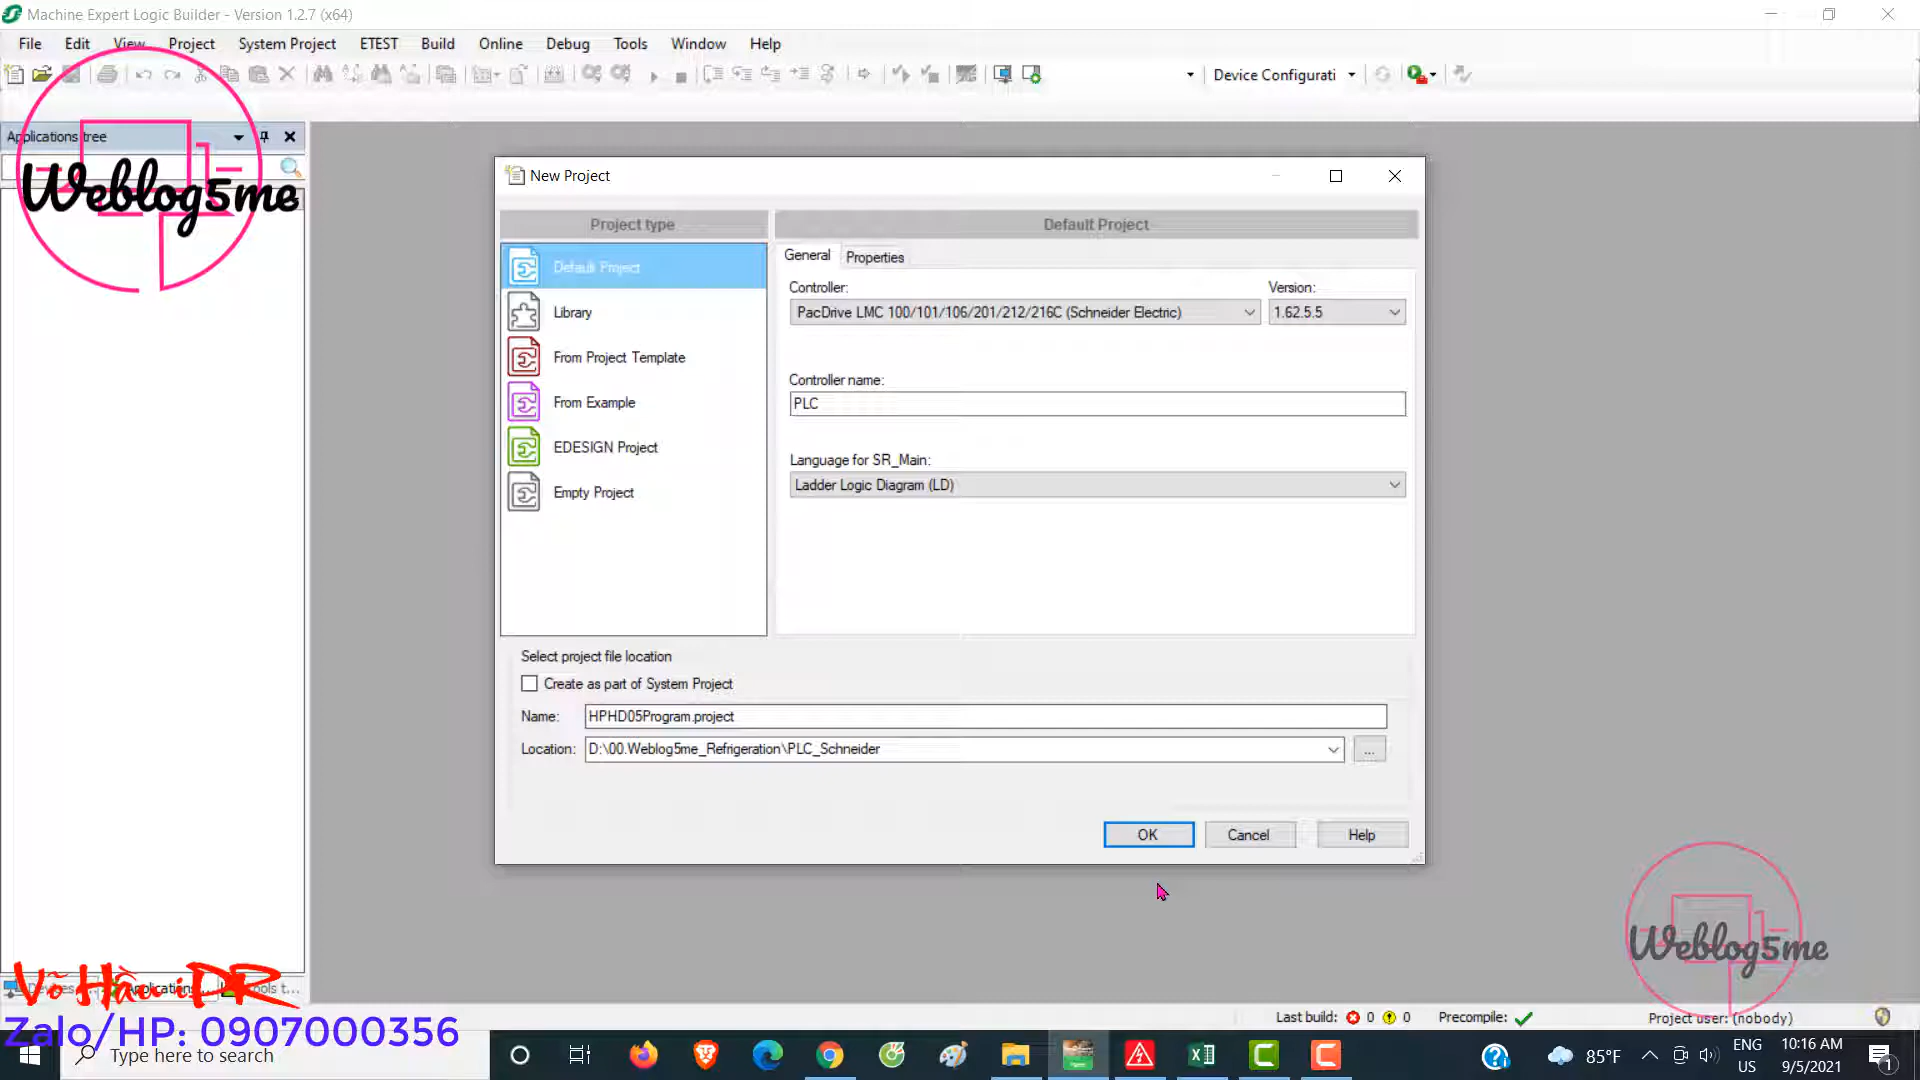 Machine Expert Logic Builder - Version 1.2.7 (x64)
File Edit View Project System Project ETEST Build Online Debug Tools Window Help
Device Configurati
Applications tree
Weblog5me
New Project
Project type
Default Project
Default Project
Library
From Project Template
From Example
EDESIGN Project
Empty Project
General Properties
Controller: Version:
PacDrive LMC 100/101/106/201/212/216C (Schneider Electric) 1.62.5.5
Controller name:
PLC
Language for SR_Main:
Ladder Logic Diagram (LD)
Select project file location
Create as part of System Project
Name: HPHD05Program.project
Location: D:\00.Weblog5me_Refrigeration\PLC_Schneider ...
OK Cancel Help
Weblog5me
Võ Hầu iDR
Devices... Applications... Tools t...
Zalo/HP: 0907000356
Last build: 0 0 Precompile: Project user: (nobody)
Type here to search
85°F
ENG
US
10:16 AM
9/5/2021
1